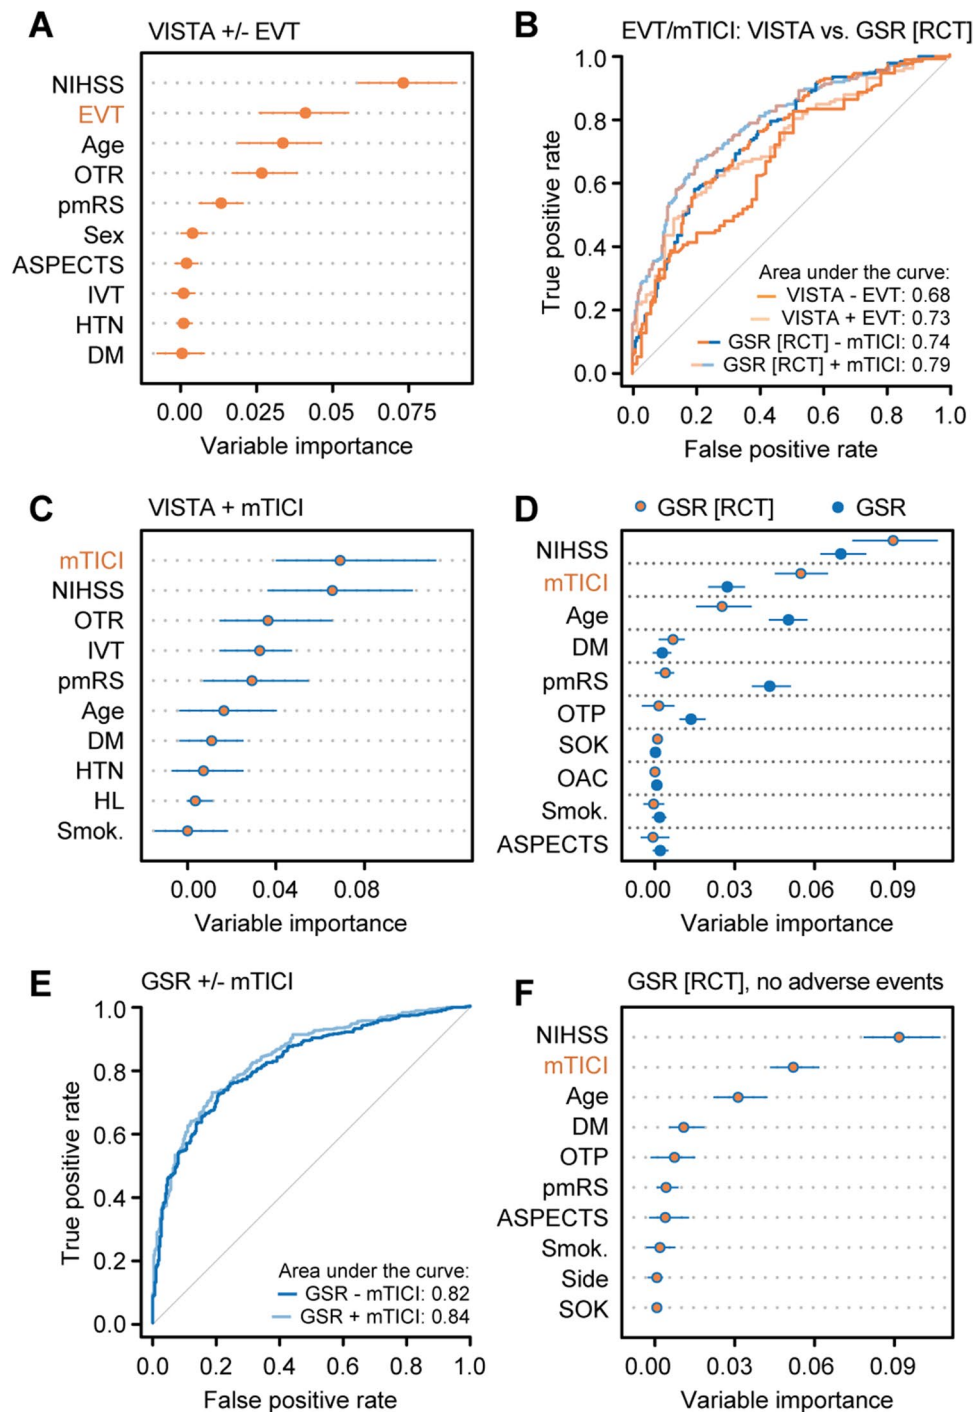 A
VISTA +/- EVT
NIHSS
EVT
Age
OTR
pmRS
Sex
ASPECTS
IVT
HTN
DM
0.00 0.025 0.05 0.075
Variable importance
B
EVT/mTICI: VISTA vs. GSR [RCT]
True positive rate
1.0
0.8
0.6
0.4
0.2
0.0
Area under the curve:
VISTA - EVT: 0.68
VISTA + EVT: 0.73
GSR [RCT] - mTICI: 0.74
GSR [RCT] + mTICI: 0.79
0.0 0.2 0.4 0.6 0.8 1.0
False positive rate
C
VISTA + mTICI
mTICI
NIHSS
OTR
IVT
pmRS
Age
DM
HTN
HL
Smok.
0.00 0.04 0.08
Variable importance
D
GSR [RCT] GSR
NIHSS
mTICI
Age
DM
pmRS
OTP
SOK
OAC
Smok.
ASPECTS
0.00 0.03 0.06 0.09
Variable importance
E
GSR +/- mTICI
True positive rate
1.0
0.8
0.6
0.4
0.2
0.0
Area under the curve:
GSR - mTICI: 0.82
GSR + mTICI: 0.84
0.0 0.2 0.4 0.6 0.8 1.0
False positive rate
F
GSR [RCT], no adverse events
NIHSS
mTICI
Age
DM
OTP
pmRS
ASPECTS
Smok.
Side
SOK
0.00 0.03 0.06 0.09
Variable importance